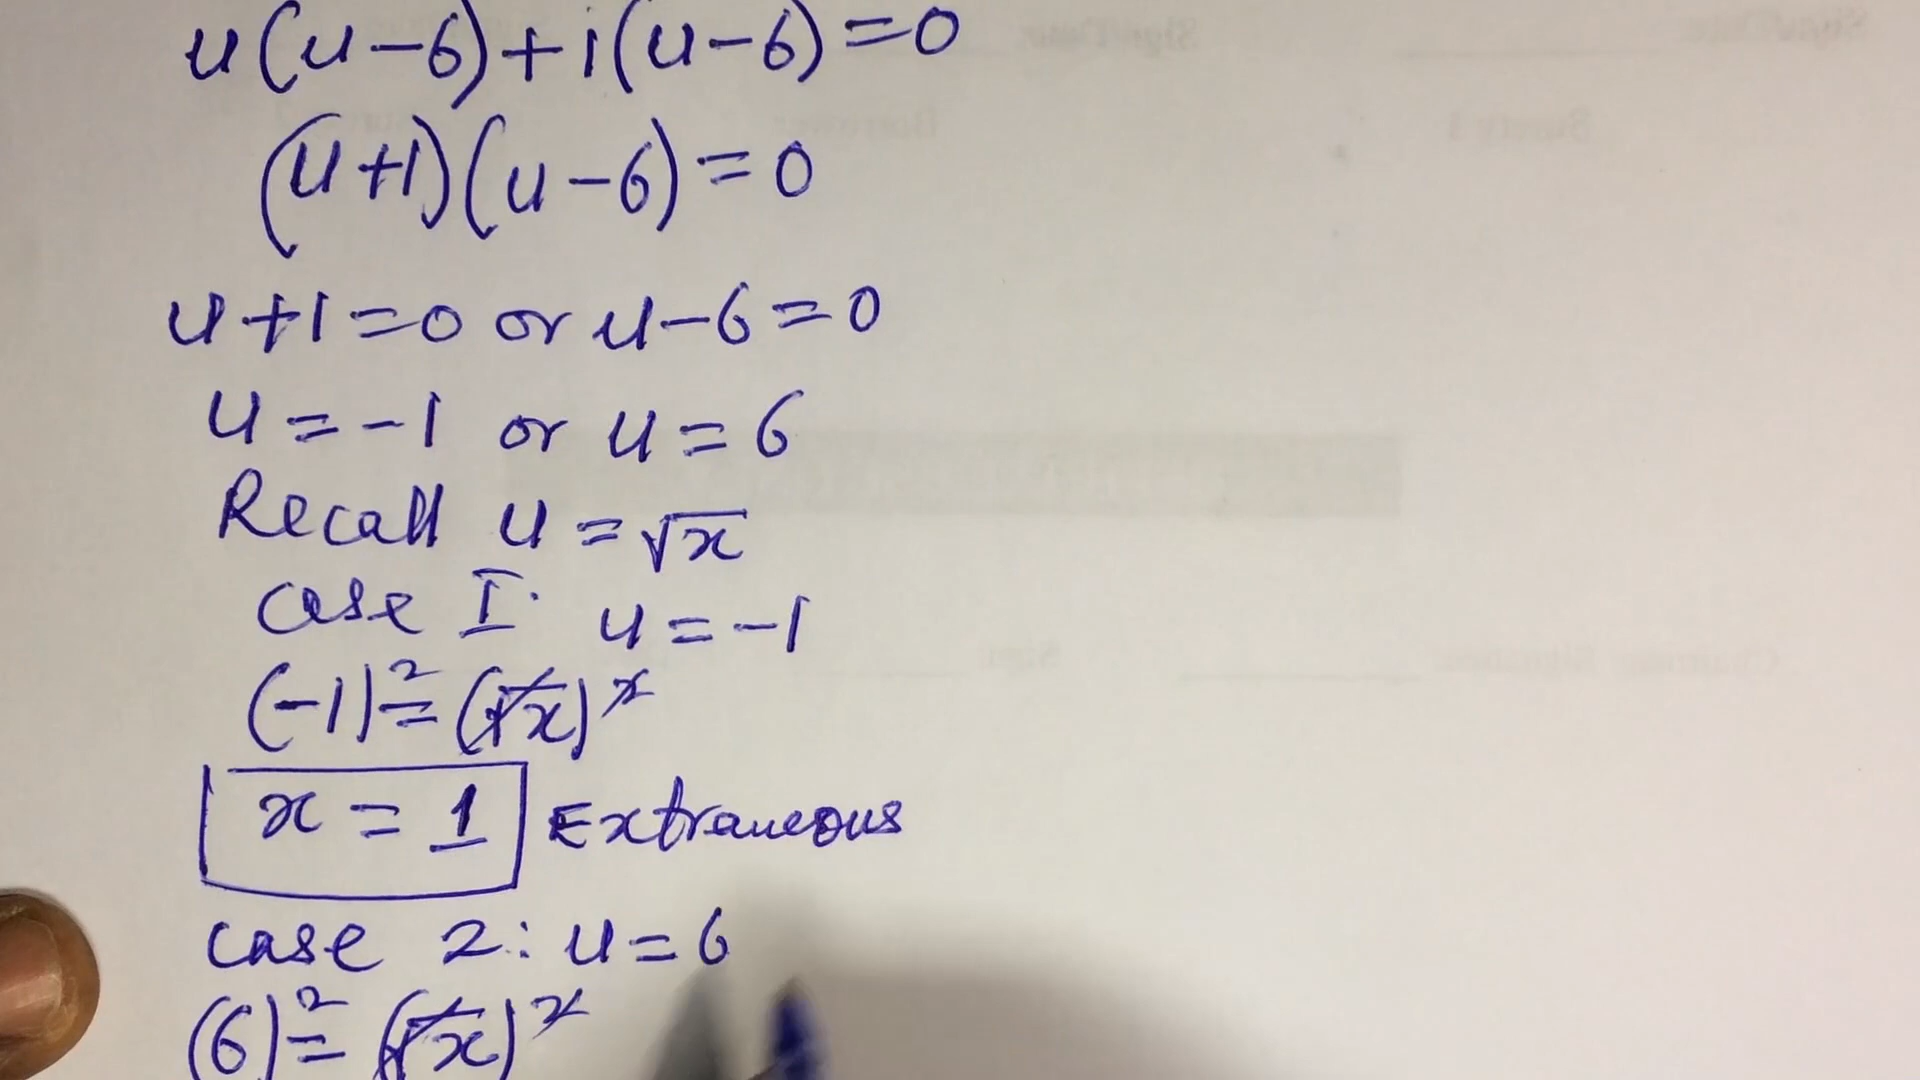 u(u-6)+1(u-6)=0
(u+1)(u-6)=0
u+1=0 or u-6=0
u=-1 or u=6
Recall u=√x
Case I. u=-1
(-1)²=(√x)²
x=1 Extraneous
Case 2: u=6
(6)²=(√x)²